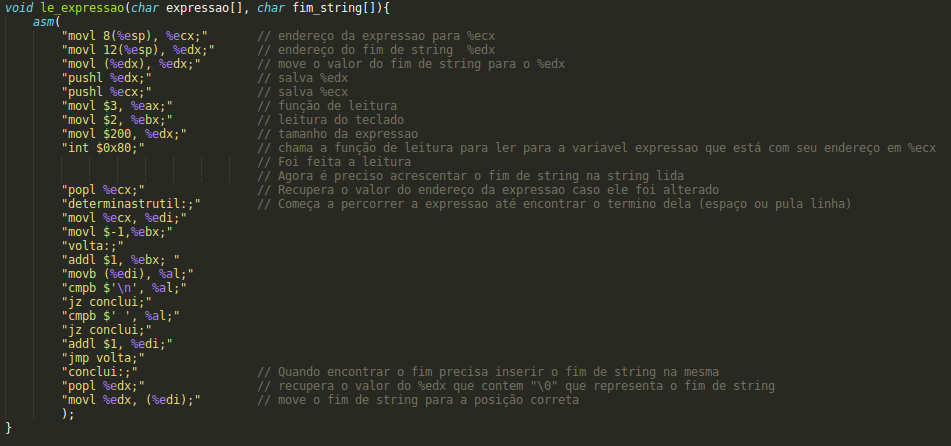 void le_expressao(char expressao[], char fim_string[]){
asm(
"movl 8(%esp), %ecx;" // endereço da expressao para %ecx
"movl 12(%esp), %edx;" // endereço do fim de string %edx
"movl (%edx), %edx;" // move o valor do fim de string para o %edx
"pushl %edx;" // salva %edx
"pushl %ecx;" // salva %ecx
"movl $3, %eax;" // função de leitura
"movl $2, %ebx;" // leitura do teclado
"movl $200, %edx;" // tamanho da expressao
"int $0x80;" // chama a função de leitura para ler para a variavel expressao que está com seu endereço em %ecx
// Foi feita a leitura
// Agora é preciso acrescentar o fim de string na string lida
"popl %ecx;" // Recupera o valor do endereço da expressao caso ele foi alterado
"determinastrutil:;" // Começa a percorrer a expressao até encontrar o termino dela (espaço ou pula linha)
"movl %ecx, %edi;"
"movl $-1,%ebx;"
"volta:;"
"addl $1, %ebx; "
"movb (%edi), %al;"
"cmpb $'\n', %al;"
"jz conclui;"
"cmpb $' ', %al;"
"jz conclui;"
"addl $1, %edi;"
"jmp volta;"
"conclui:;" // Quando encontrar o fim precisa inserir o fim de string na mesma
"popl %edx;" // recupera o valor do %edx que contem "\0" que representa o fim de string
"movl %edx, (%edi);" // move o fim de string para a posição correta
);
}